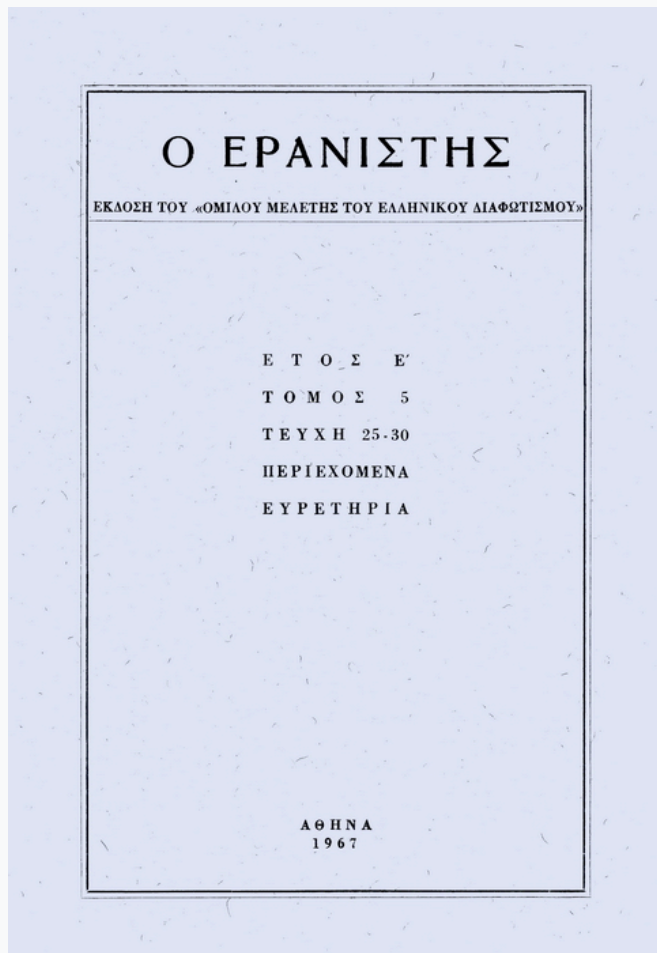 Ο ΕΡΑΝΙΣΤΗΣ
ΕΚΔΟΣΗ ΤΟΥ «ΟΜΙΛΟΥ ΜΕΛΕΤΗΣ ΤΟΥ ΕΛΛΗΝΙΚΟΥ ΔΙΑΦΩΤΙΣΜΟΥ»
ΕΤΟΣ Ε΄
ΤΟΜΟΣ 5
ΤΕΥΧΗ 25-30
ΠΕΡΙΕΧΟΜΕΝΑ
ΕΥΡΕΤΗΡΙΑ
ΑΘΗΝΑ
1967